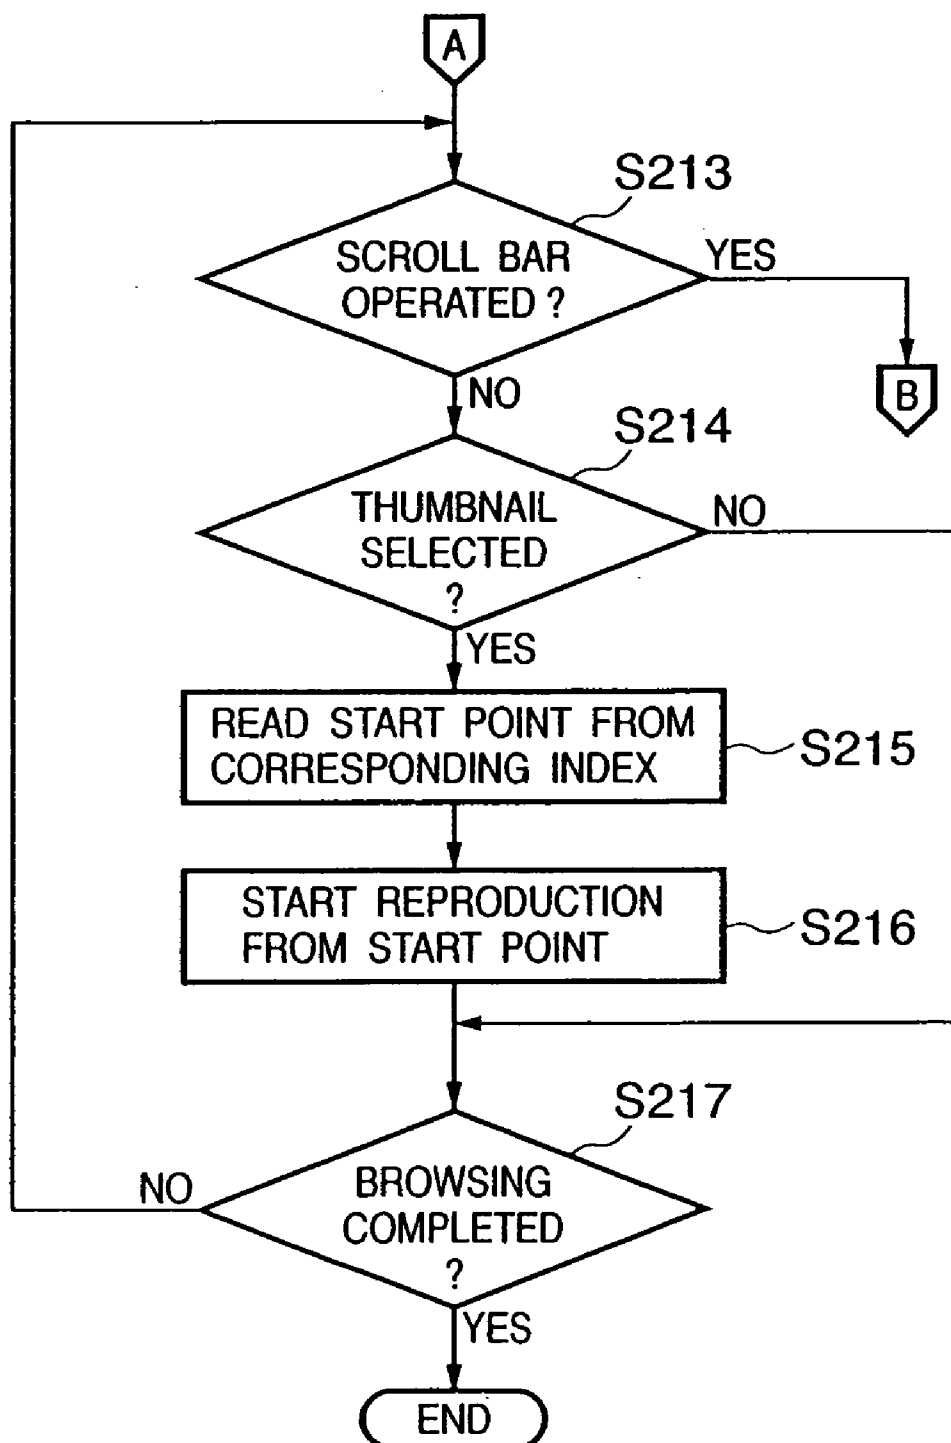 A
S213
SCROLL BAR
OPERATED ?
YES
B
NO
S214
THUMBNAIL
SELECTED
?
NO
YES
READ START POINT FROM
CORRESPONDING INDEX
S215
START REPRODUCTION
FROM START POINT
S216
S217
BROWSING
COMPLETED
?
NO
YES
END